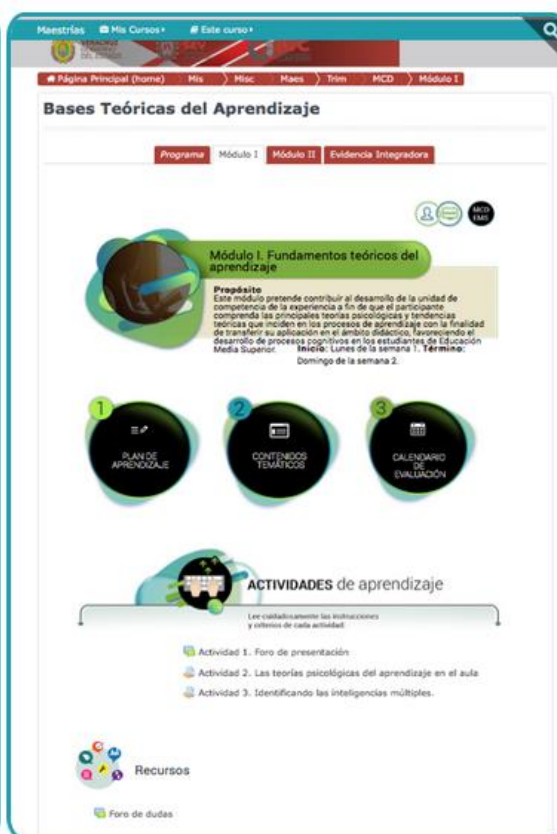 Maestrías Mis Cursos Este curso
VERACRUZ
GOBIERNO
DEL ESTADO
SEV
Página Principal (home) Mis Misc Maes Trim MCD Módulo I
Bases Teóricas del Aprendizaje
Programa Módulo I Módulo II Evidencia Integradora
MCD
EMS
Módulo I. Fundamentos teóricos del
aprendizaje
Propósito
Este módulo pretende contribuir al desarrollo de la unidad de
competencia de la experiencia a fin de que el participante
comprenda las principales teorías psicológicas y tendencias
teóricas que inciden en los procesos de aprendizaje con la finalidad
de transferir su aplicación en el ámbito didáctico, favoreciendo el
desarrollo de procesos cognitivos en los estudiantes de Educación
Media Superior. Inicio: Lunes de la semana 1. Término:
Domingo de la semana 2.
1
PLAN DE
APRENDIZAJE
2
CONTENIDOS
TEMÁTICOS
3
CALENDARIO
DE
EVALUACIÓN
ACTIVIDADES de aprendizaje
Lee cuidadosamente las instrucciones
y criterios de cada actividad
Actividad 1. Foro de presentación
Actividad 2. Las teorías psicológicas del aprendizaje en el aula
Actividad 3. Identificando las inteligencias múltiples.
Recursos
Foro de dudas